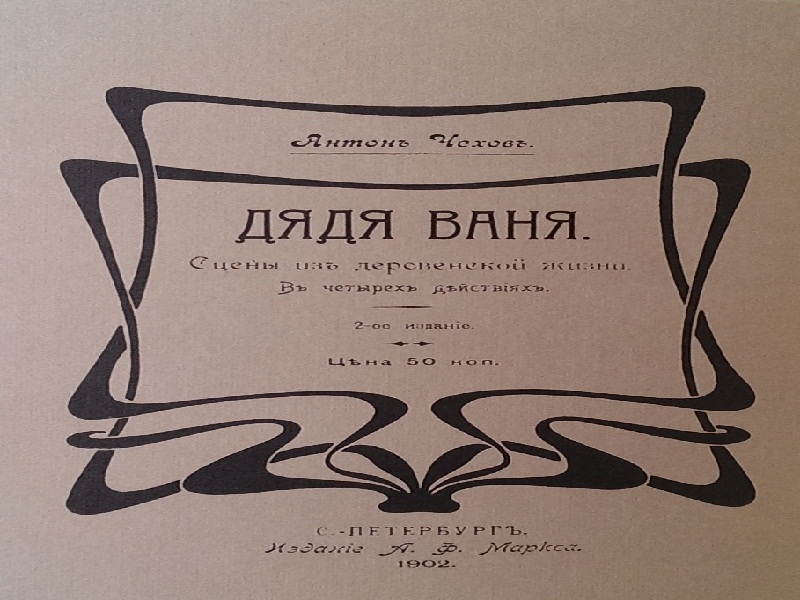 Антонъ Чеховъ.
ДЯДЯ ВАНЯ.
Сцены изъ деревенской жизни.
Въ четырехъ дѣйствіяхъ.
2-ое изданіе.
Цѣна 50 коп.
С.-ПЕТЕРБУРГЪ.
Изданіе А. Ф. Маркса.
1902.